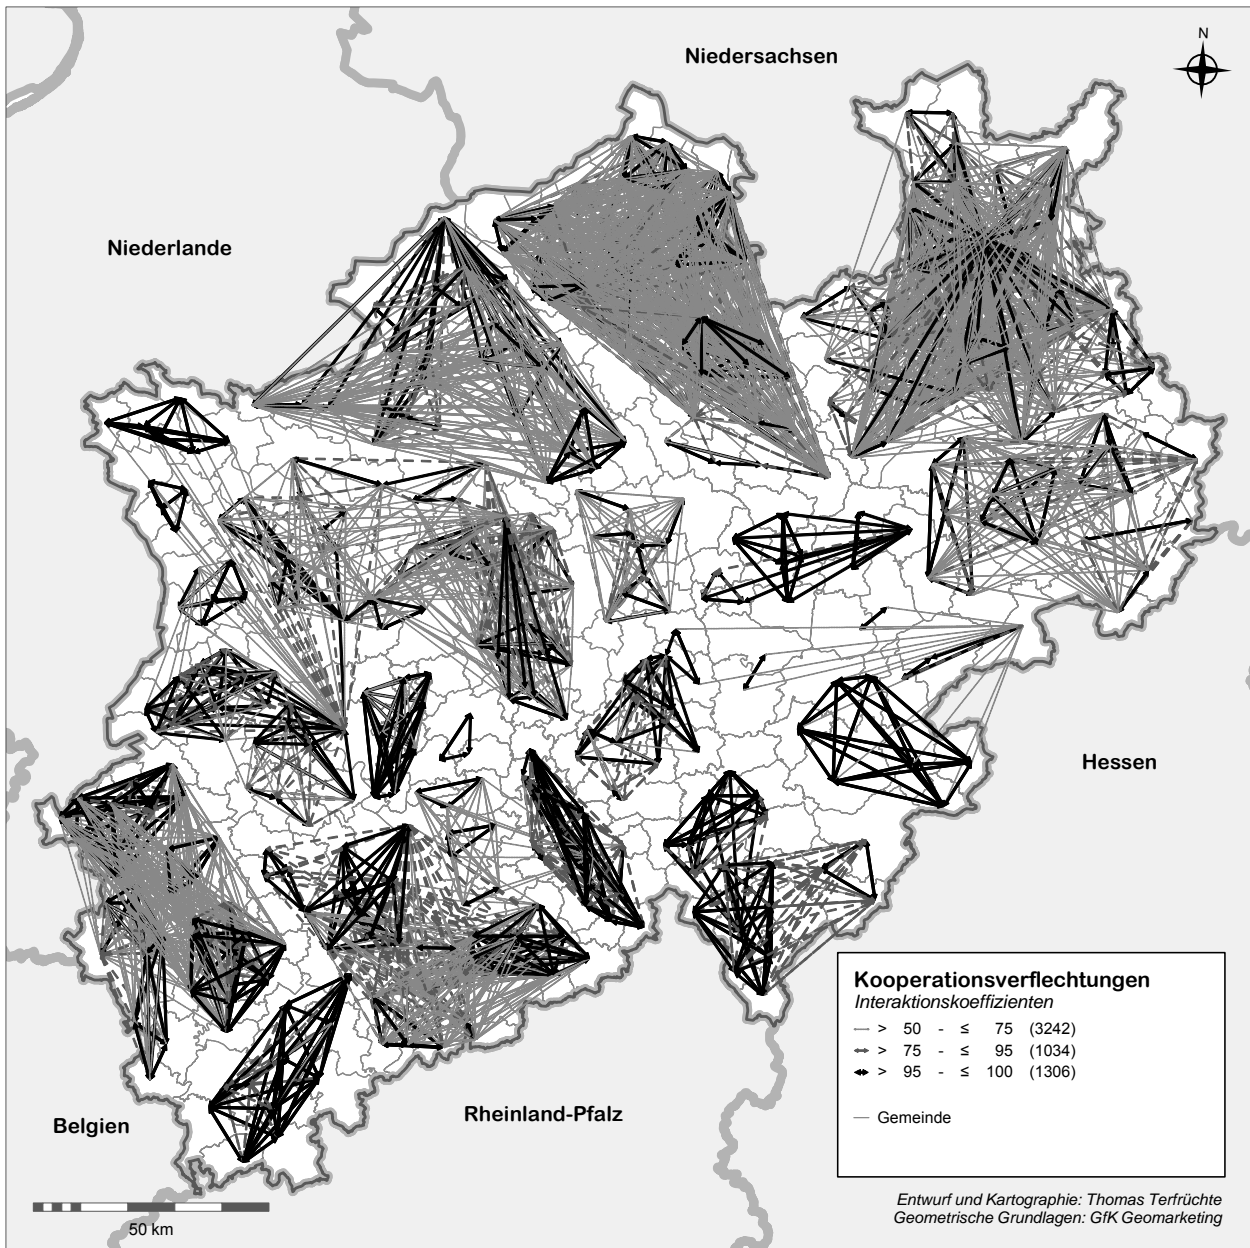 Niedersachsen
N
Niederlande
Hessen
Kooperationsverflechtungen
Interaktionskoeffizienten
> 50 - ≤ 75 (3242)
> 75 - ≤ 95 (1034)
> 95 - ≤ 100 (1306)
Gemeinde
Rheinland-Pfalz
Belgien
50 km
Entwurf und Kartographie: Thomas Terfrüchte
Geometrische Grundlagen: GfK Geomarketing